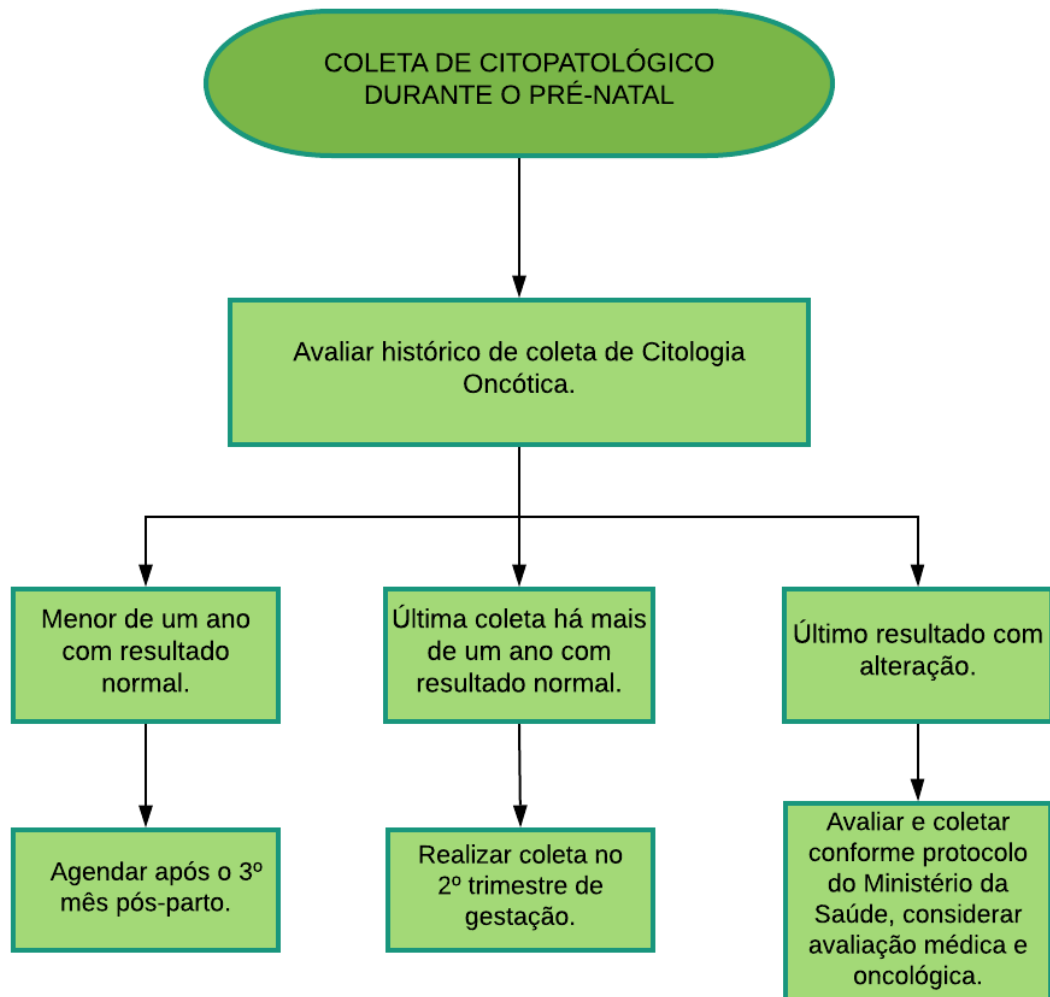 COLETA DE CITOPATOLÓGICO
DURANTE O PRÉ-NATAL
Avaliar histórico de coleta de Citologia
Oncótica.
Menor de um ano
com resultado
normal.
Última coleta há mais
de um ano com
resultado normal.
Último resultado com
alteração.
Agendar após o 3º
mês pós-parto.
Realizar coleta no
2º trimestre de
gestação.
Avaliar e coletar
conforme protocolo
do Ministério da
Saúde, considerar
avaliação médica e
oncológica.